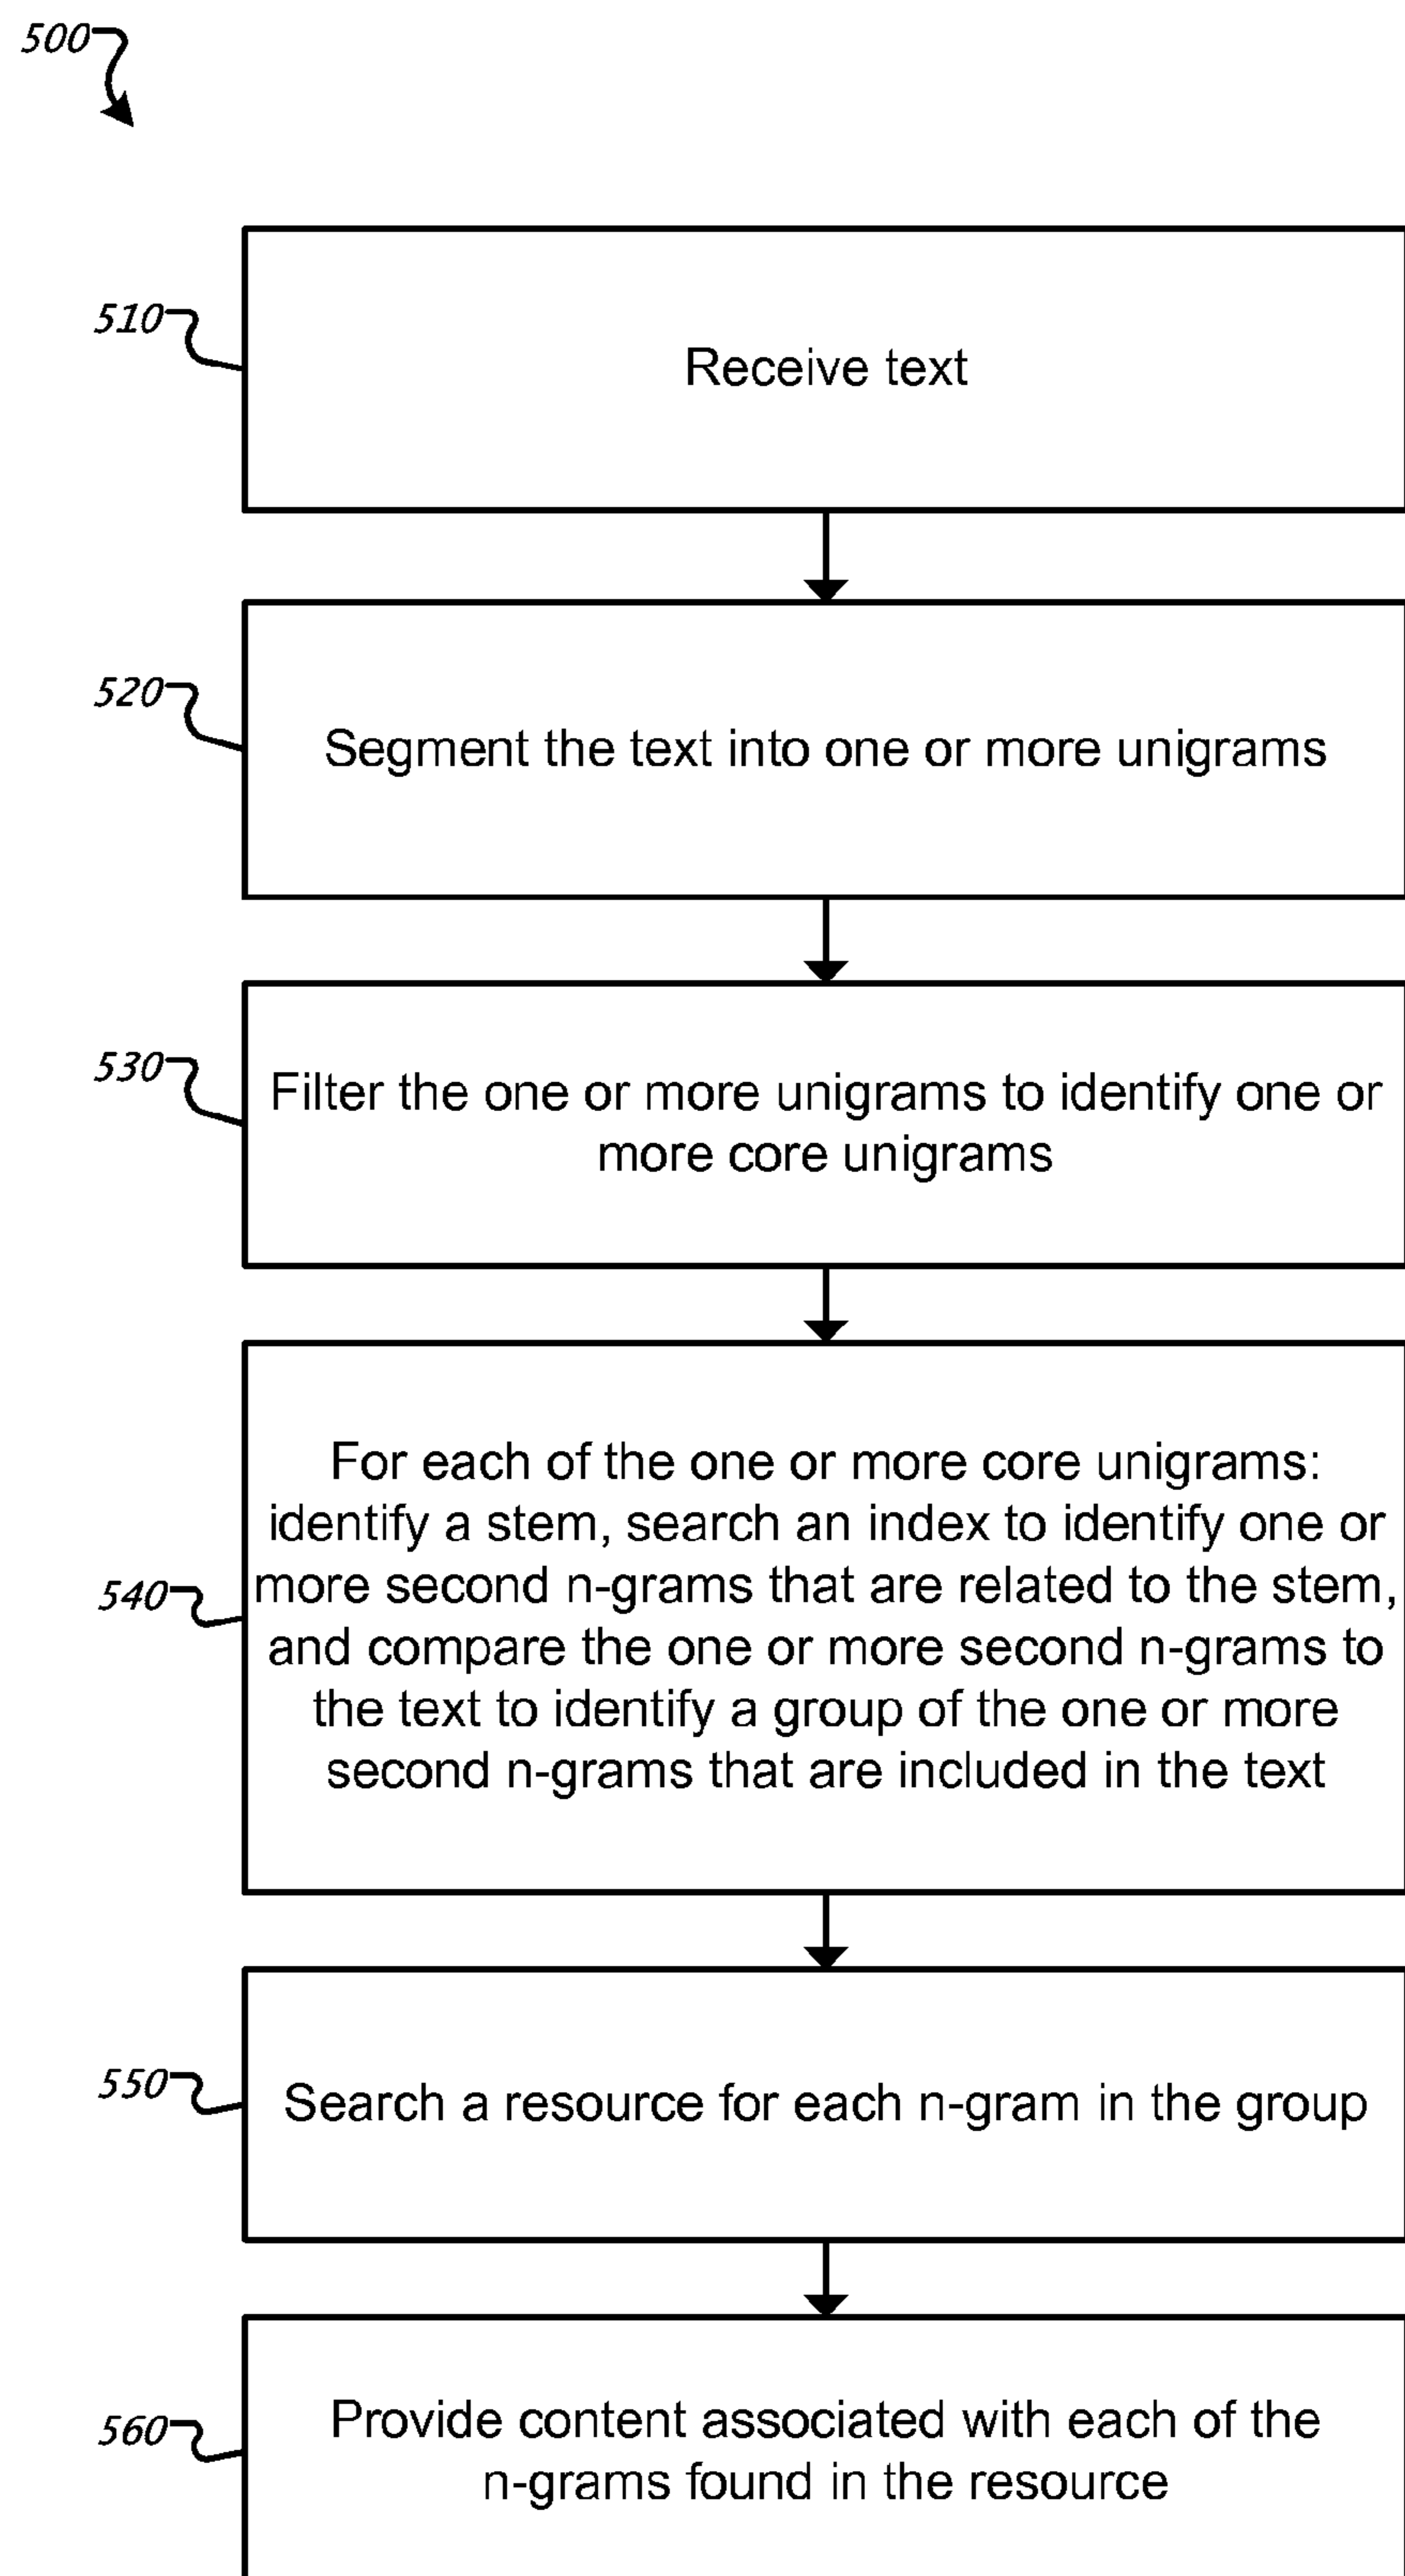 500
510
Receive text
520
Segment the text into one or more unigrams
530
Filter the one or more unigrams to identify one or
more core unigrams
540
For each of the one or more core unigrams:
identify a stem, search an index to identify one or
more second n-grams that are related to the stem,
and compare the one or more second n-grams to
the text to identify a group of the one or more
second n-grams that are included in the text
550
Search a resource for each n-gram in the group
560
Provide content associated with each of the
n-grams found in the resource